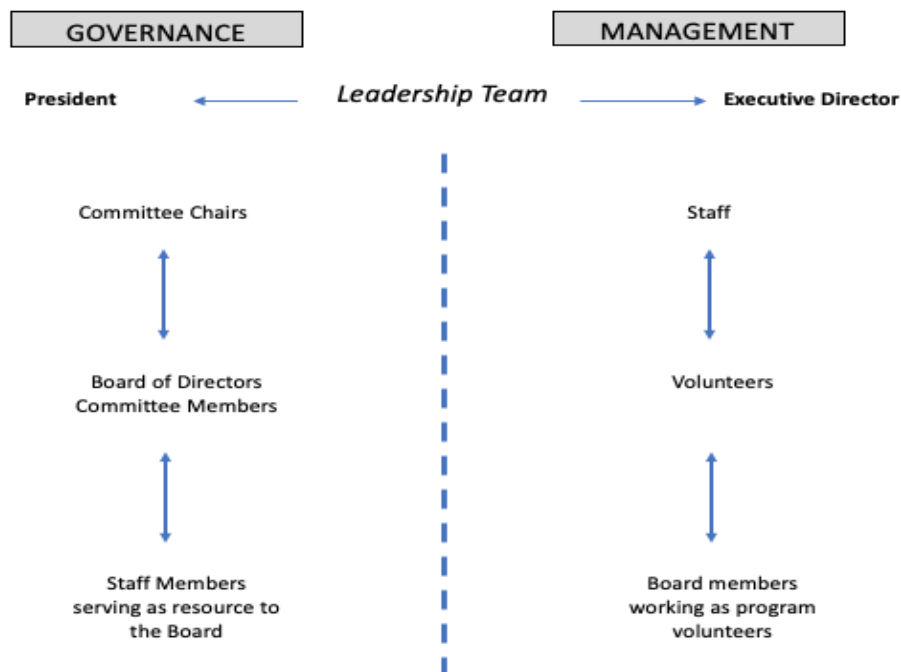 GOVERNANCE
MANAGEMENT
President
Leadership Team
Executive Director
Committee Chairs
Staff
Board of Directors
Committee Members
Volunteers
Staff Members
serving as resource to
the Board
Board members
working as program
volunteers